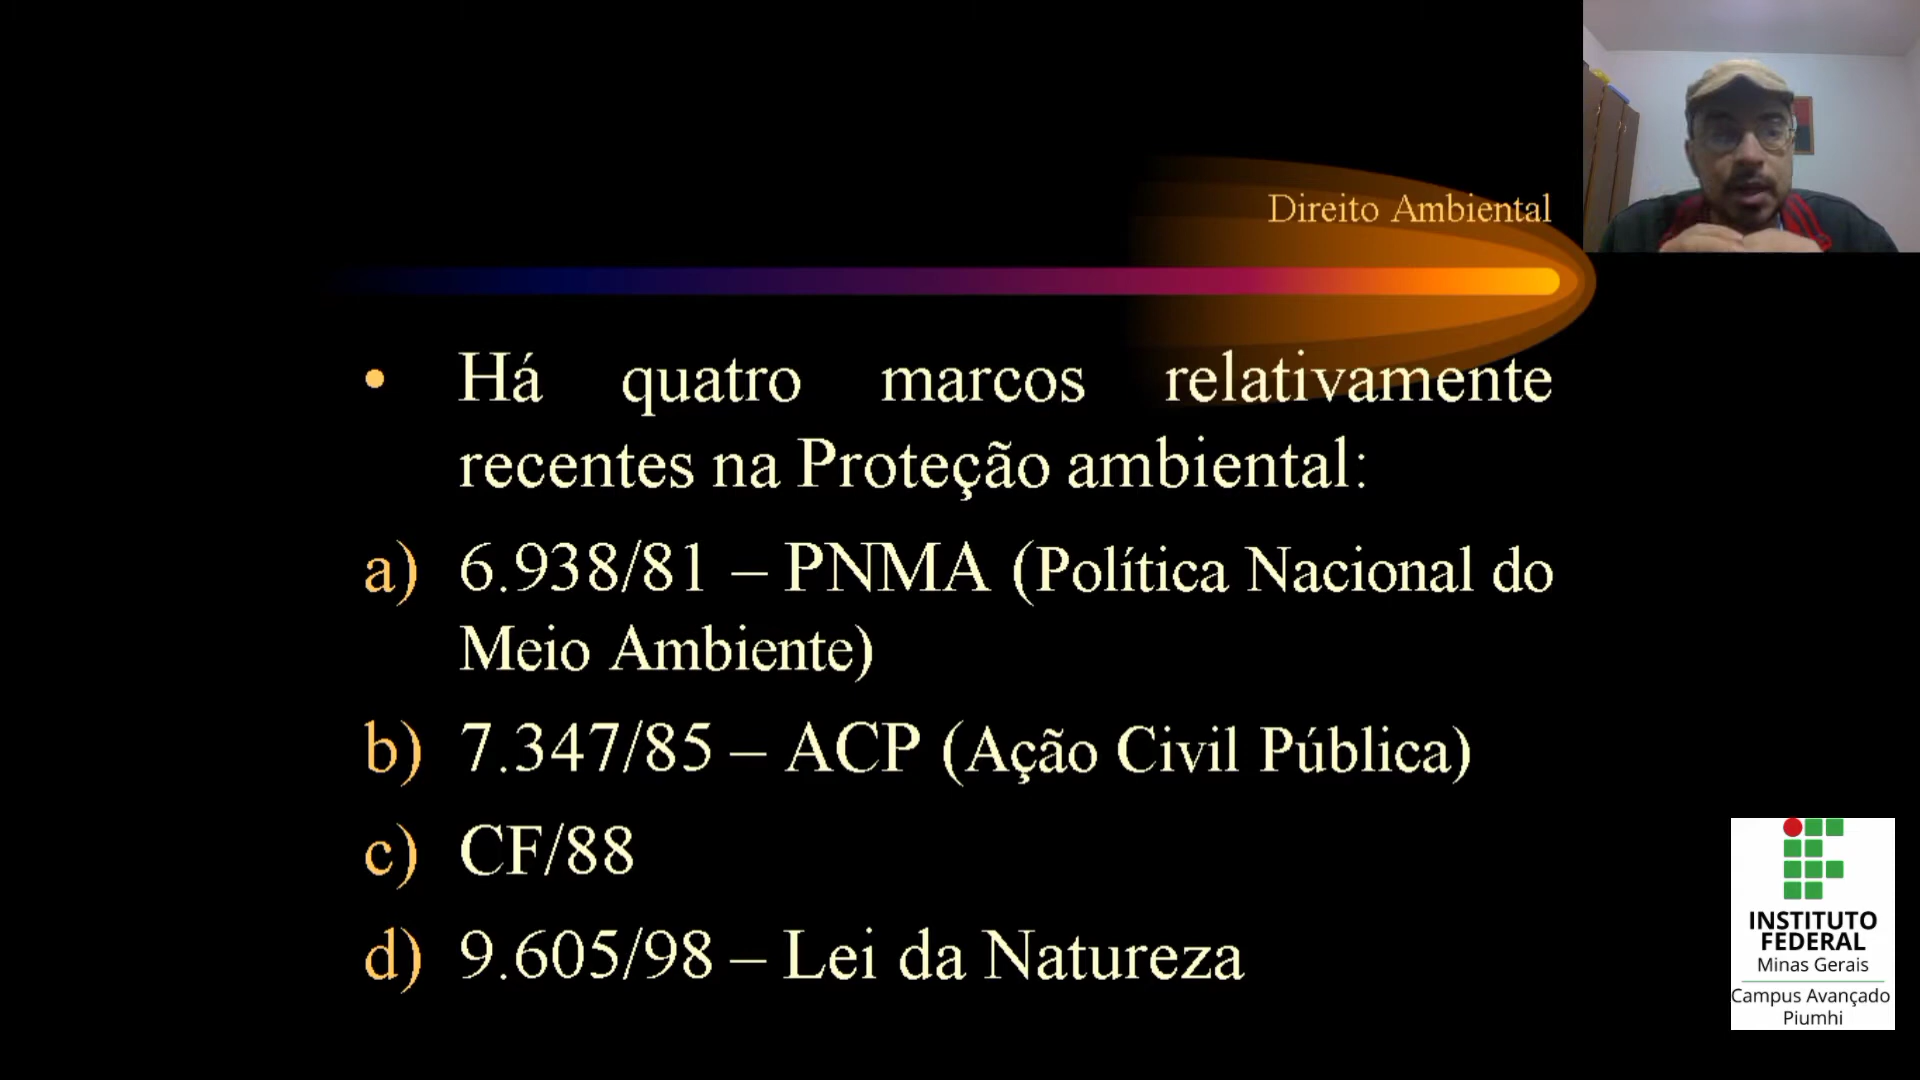 Direito Ambiental
• Há quatro marcos relativamente
recentes na Proteção ambiental:
a) 6.938/81 – PNMA (Política Nacional do
Meio Ambiente)
b) 7.347/85 – ACP (Ação Civil Pública)
c) CF/88
d) 9.605/98 – Lei da Natureza
INSTITUTO
FEDERAL
Minas Gerais
Campus Avançado
Piumhi